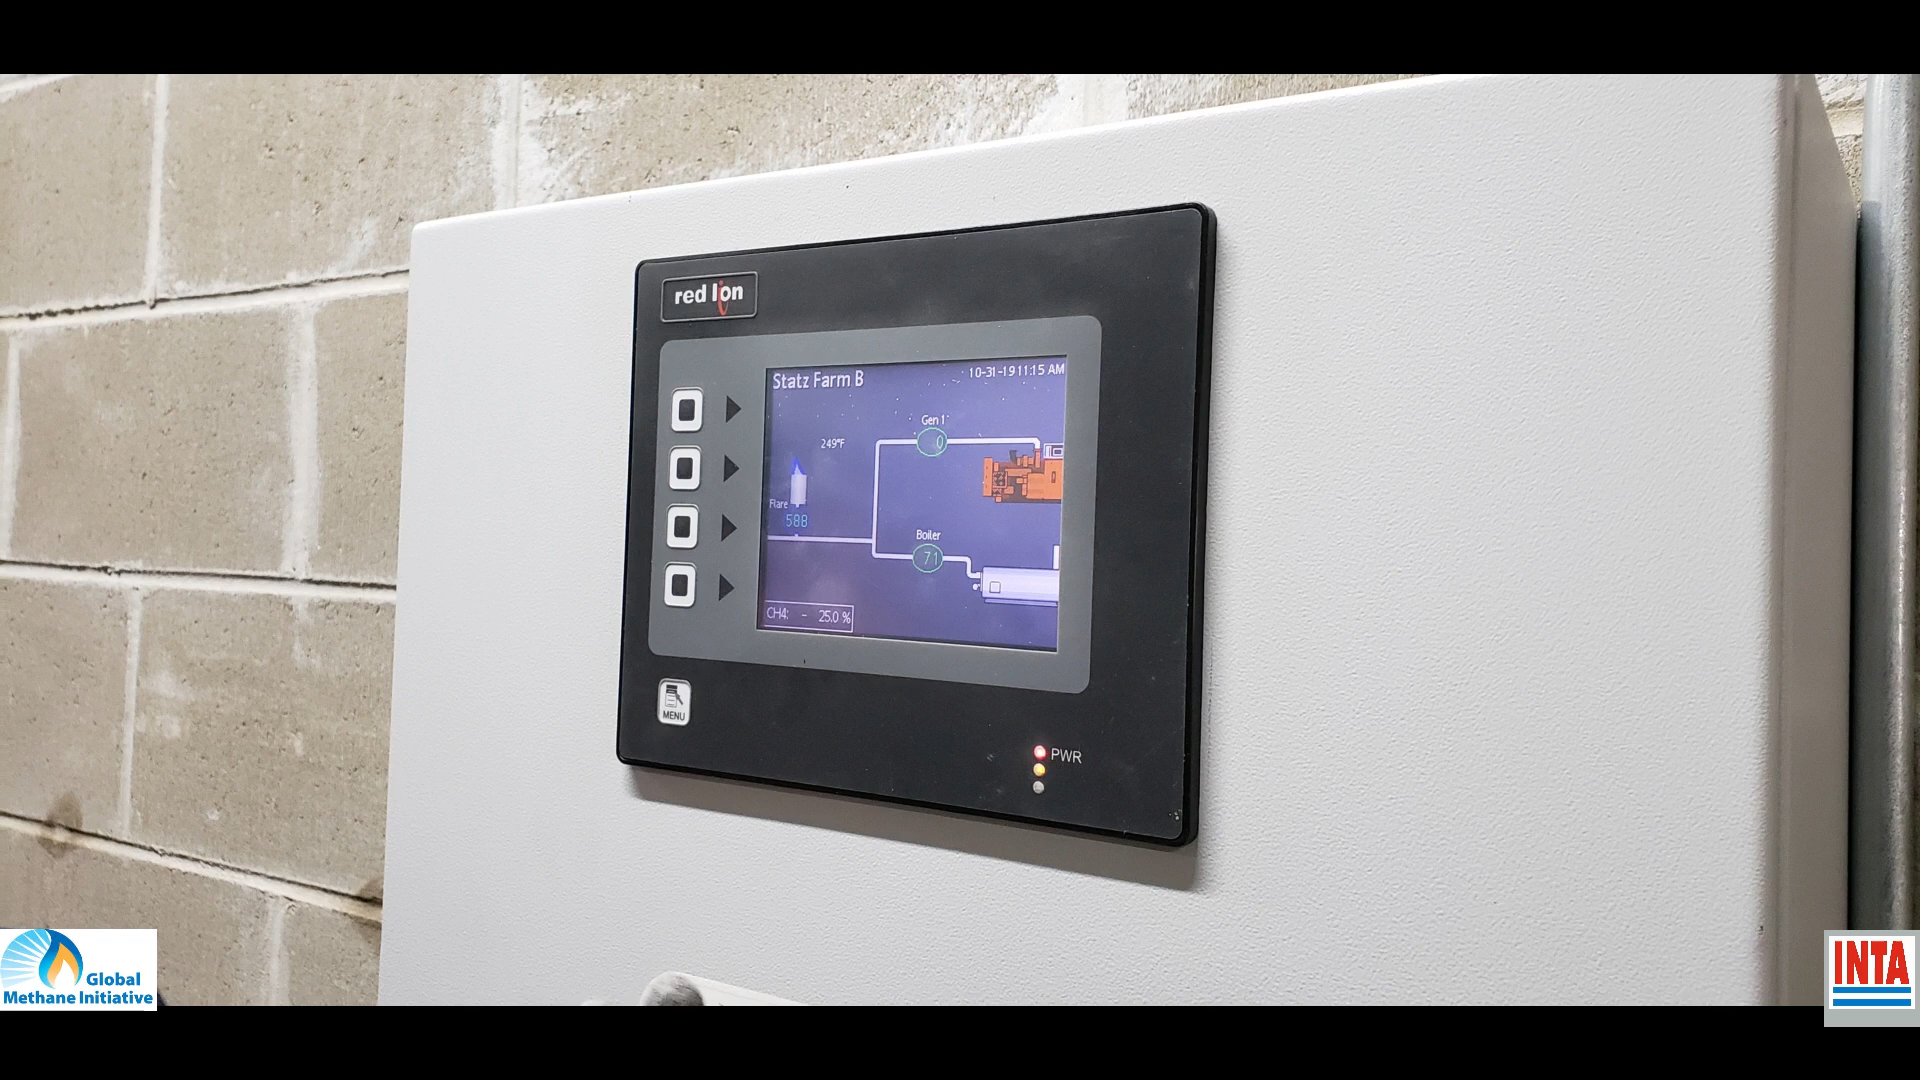 red lion
Statz Farm B
10-31-19 11:15 AM
Gen 1
0
249°F
Flare
588
Boiler
71
CH4: - 25.0 %
MENU
PWR
Global
Methane Initiative
INTA